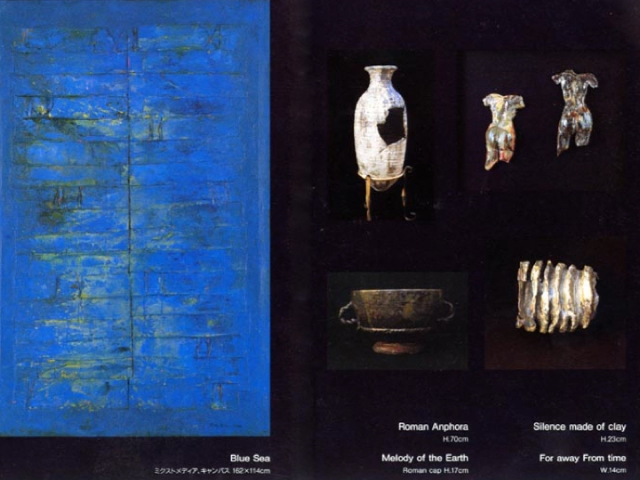 Blue Sea
ミクストメディア、キャンバス 162×114cm
Roman Anphora
H.70cm
Silence made of clay
H.23cm
Melody of the Earth
Roman cap H.17cm
For away From time
W.14cm